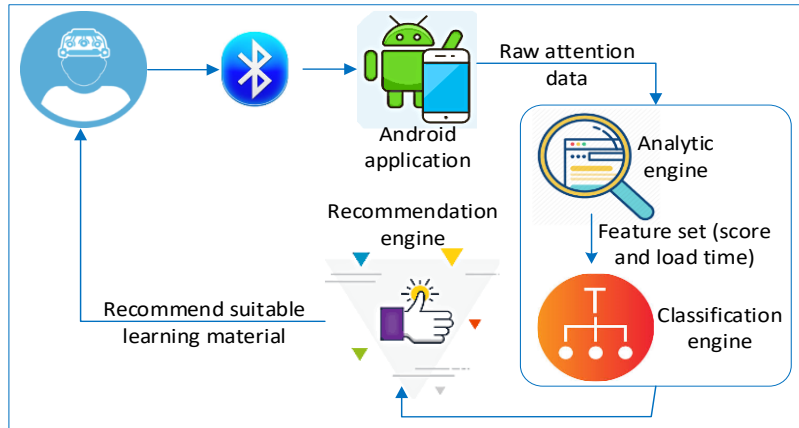 Raw attention
data
Android
application
Analytic
engine
Feature set (score
and load time)
Classification
engine
Recommendation
engine
Recommend suitable
learning material